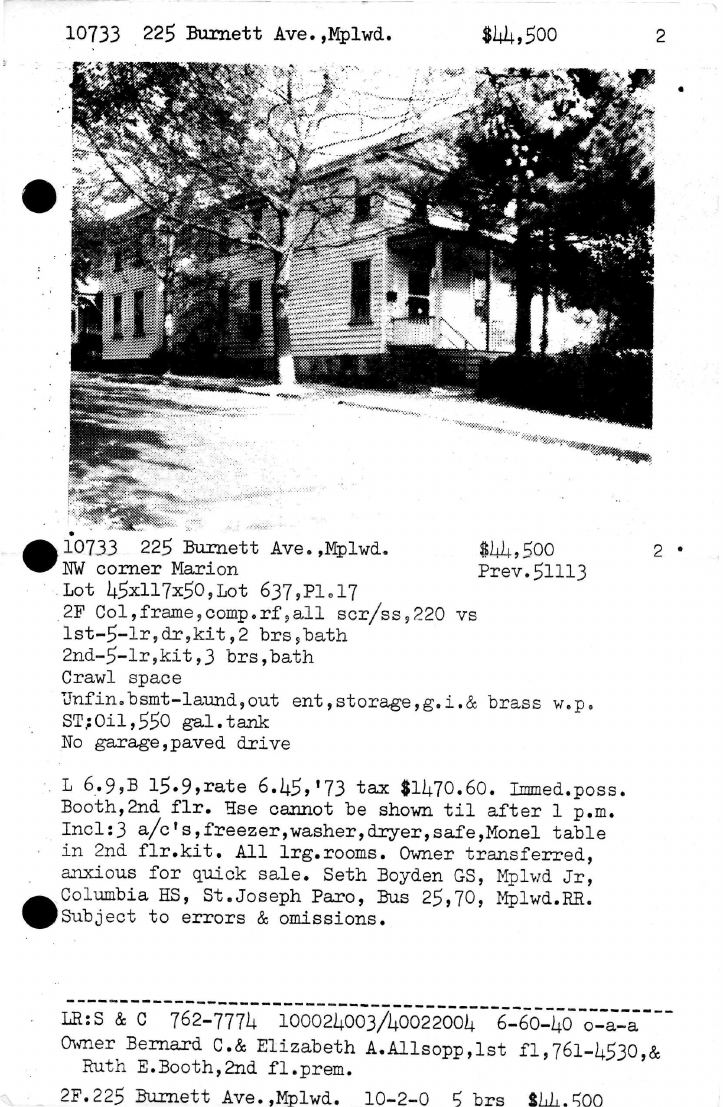 10733 225 Burnett Ave.,Mplwd. $44,500 2
10733 225 Burnett Ave.,Mplwd. $44,500 2
NW corner Marion Prev.51113
Lot 45x117x50,Lot 637,Pl.17
2F Col,frame,comp.rf,all scr/ss,220 vs
1st-5-lr,dr,kit,2 brs,bath
2nd-5-lr,kit,3 brs,bath
Crawl space
Unfin.bsmt-laund,out ent,storage,g.i.& brass w.p.
ST:Oil,550 gal.tank
No garage,paved drive
L 6.9,B 15.9,rate 6.45,'73 tax $1470.60. Immed.poss.
Booth,2nd flr. Hse cannot be shown til after 1 p.m.
Incl:3 a/c's,freezer,washer,dryer,safe,Monel table
in 2nd flr.kit. All lrg.rooms. Owner transferred,
anxious for quick sale. Seth Boyden GS, Mplwd Jr,
Columbia HS, St.Joseph Paro, Bus 25,70, Mplwd.RR.
Subject to errors & omissions.
LR:S & C 762-7774 100024003/40022004 6-60-40 o-a-a
Owner Bernard C.& Elizabeth A.Allsopp,1st fl,761-4530,&
Ruth E.Booth,2nd fl.prem.
2F.225 Burnett Ave.,Mplwd. 10-2-0 5 brs $44.500